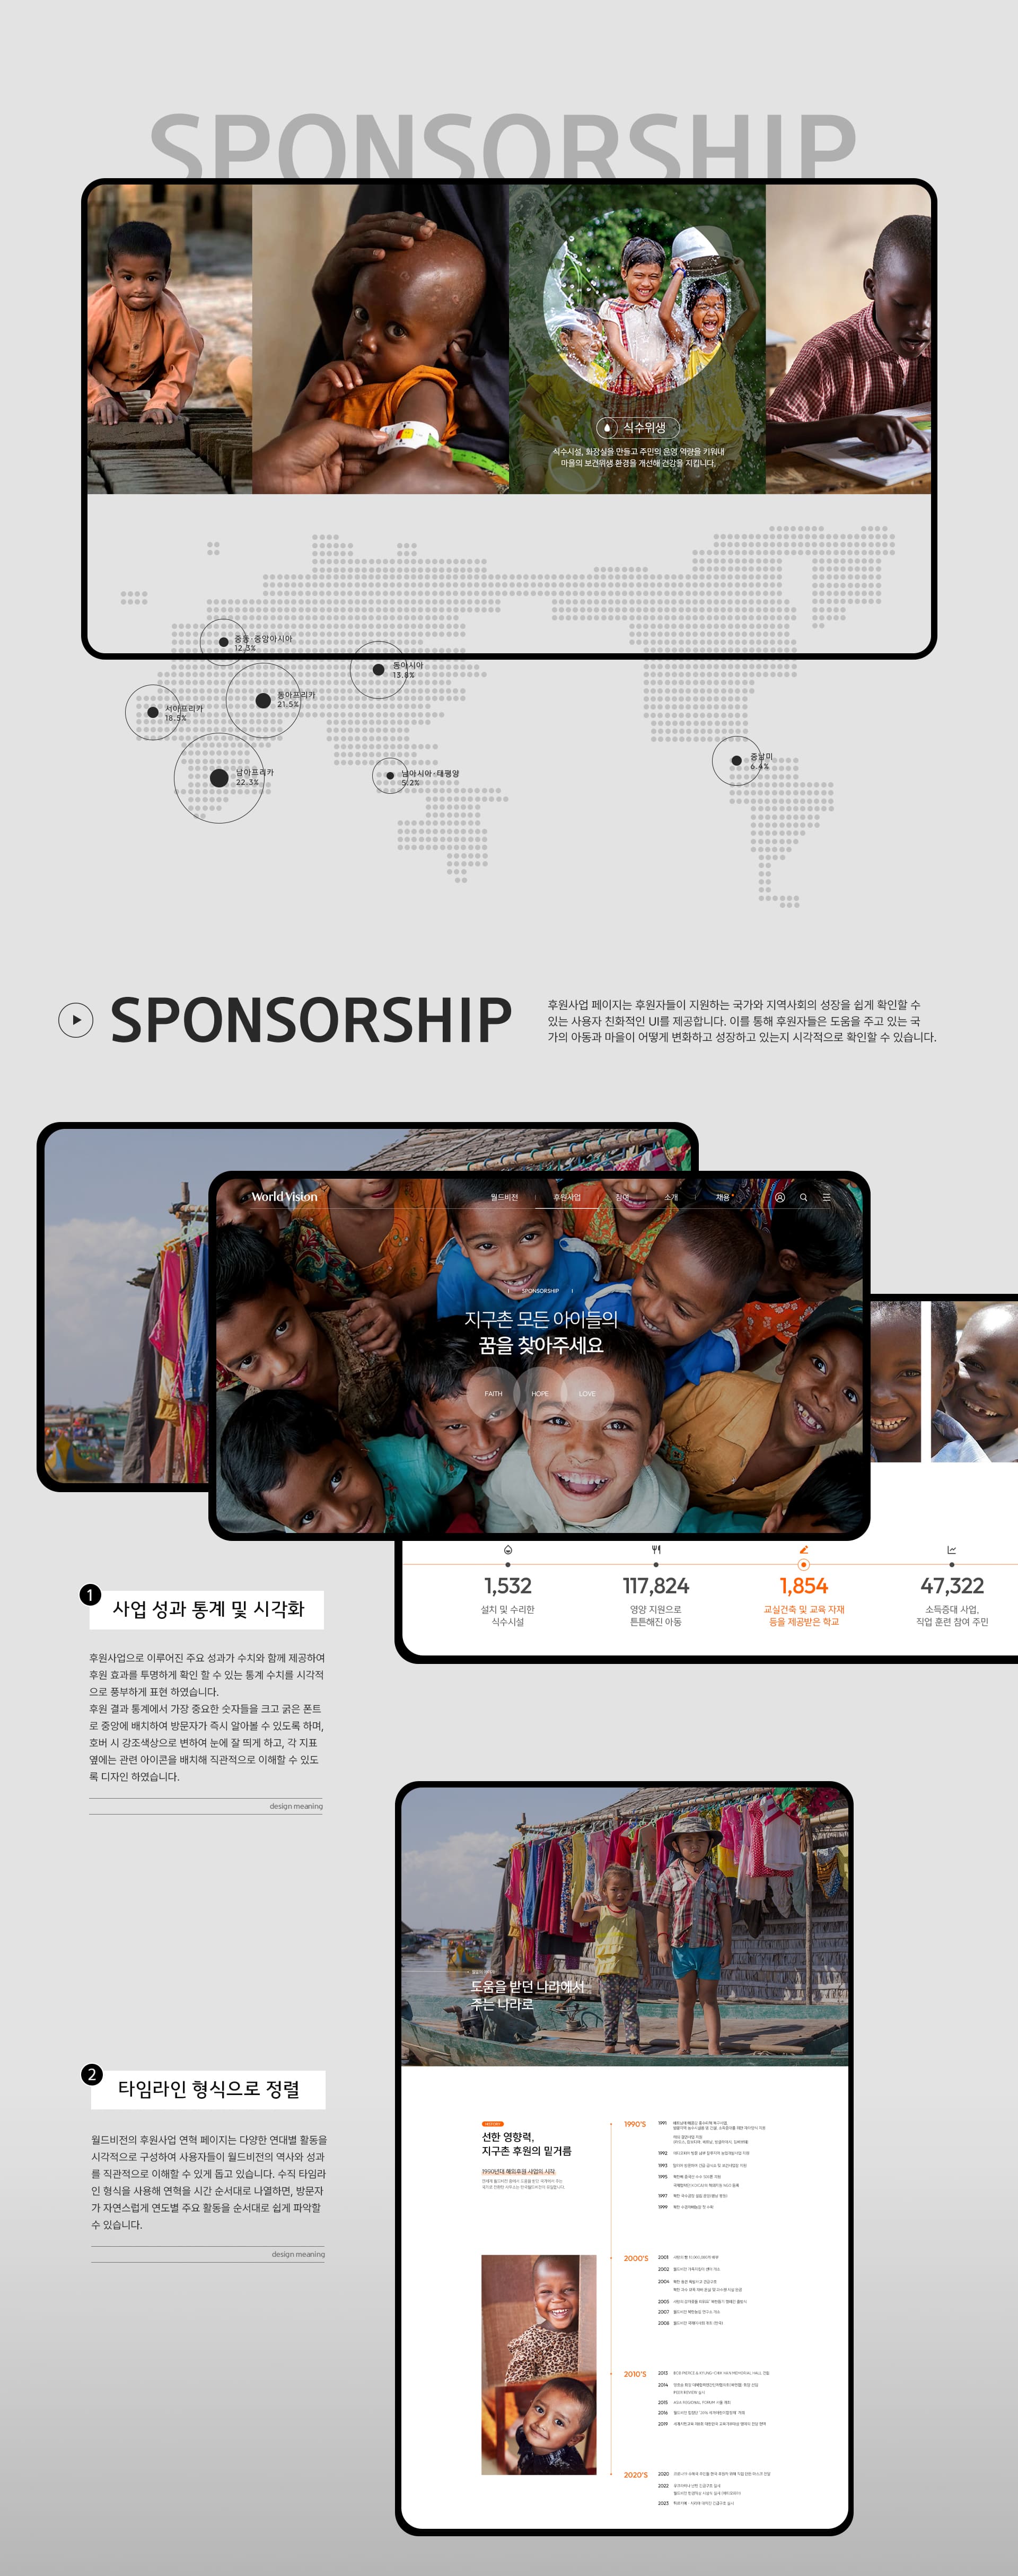 SPONSORSHIP
식수위생
식수시설, 화장실을 만들고 주민의 운영 역량을 키워내
마을의 보건위생 환경을 개선해 건강을 지킵니다.
중동·중앙아시아
12.3%
동아시아
13.8%
동아프리카
21.5%
서아프리카
18.5%
남아프리카
22.3%
남아시아·태평양
5.2%
중남미
6.4%
SPONSORSHIP
후원사업 페이지는 후원자들이 지원하는 국가와 지역사회의 성장을 쉽게 확인할 수
있는 사용자 친화적인 UI를 제공합니다. 이를 통해 후원자들은 도움을 주고 있는 국
가의 아동과 마을이 어떻게 변화하고 성장하고 있는지 시각적으로 확인할 수 있습니다.
World Vision
월드비전 후원사업 참여 소개 채용
SPONSORSHIP
지구촌 모든 아이들의
꿈을 찾아주세요
FAITH HOPE LOVE
1,532
설치 및 수리한
식수시설
117,824
영양 지원으로
튼튼해진 아동
1,854
교실건축 및 교육 자재
등을 제공받은 학교
47,322
소득증대 사업,
직업 훈련 참여 주민
1
사업 성과 통계 및 시각화
후원사업으로 이루어진 주요 성과가 수치와 함께 제공하여
후원 효과를 투명하게 확인 할 수 있는 통계 수치를 시각적
으로 풍부하게 표현 하였습니다.
후원 결과 통계에서 가장 중요한 숫자들을 크고 굵은 폰트
로 중앙에 배치하여 방문자가 즉시 알아볼 수 있도록 하며,
호버 시 강조색상으로 변하여 눈에 잘 띄게 하고, 각 지표
옆에는 관련 아이콘을 배치해 직관적으로 이해할 수 있도
록 디자인 하였습니다.
design meaning
도움을 받던 나라에서
주는 나라로
2
타임라인 형식으로 정렬
월드비전의 후원사업 연혁 페이지는 다양한 연대별 활동을
시각적으로 구성하여 사용자들이 월드비전의 역사와 성과
를 직관적으로 이해할 수 있게 돕고 있습니다. 수직 타임라
인 형식을 사용해 연혁을 시간 순서대로 나열하면, 방문자
가 자연스럽게 연도별 주요 활동을 순서대로 쉽게 파악할
수 있습니다.
design meaning
HISTORY
선한 영향력,
지구촌 후원의 밑거름
1990년대 해외후원 사업의 시작
1990'S
1991
1992
1993
1995
1997
1999
2000'S
2001
2002
2004
2005
2007
2008
2010'S
2013
2014
2015
2016
2019
2020'S
2020
2022
2023